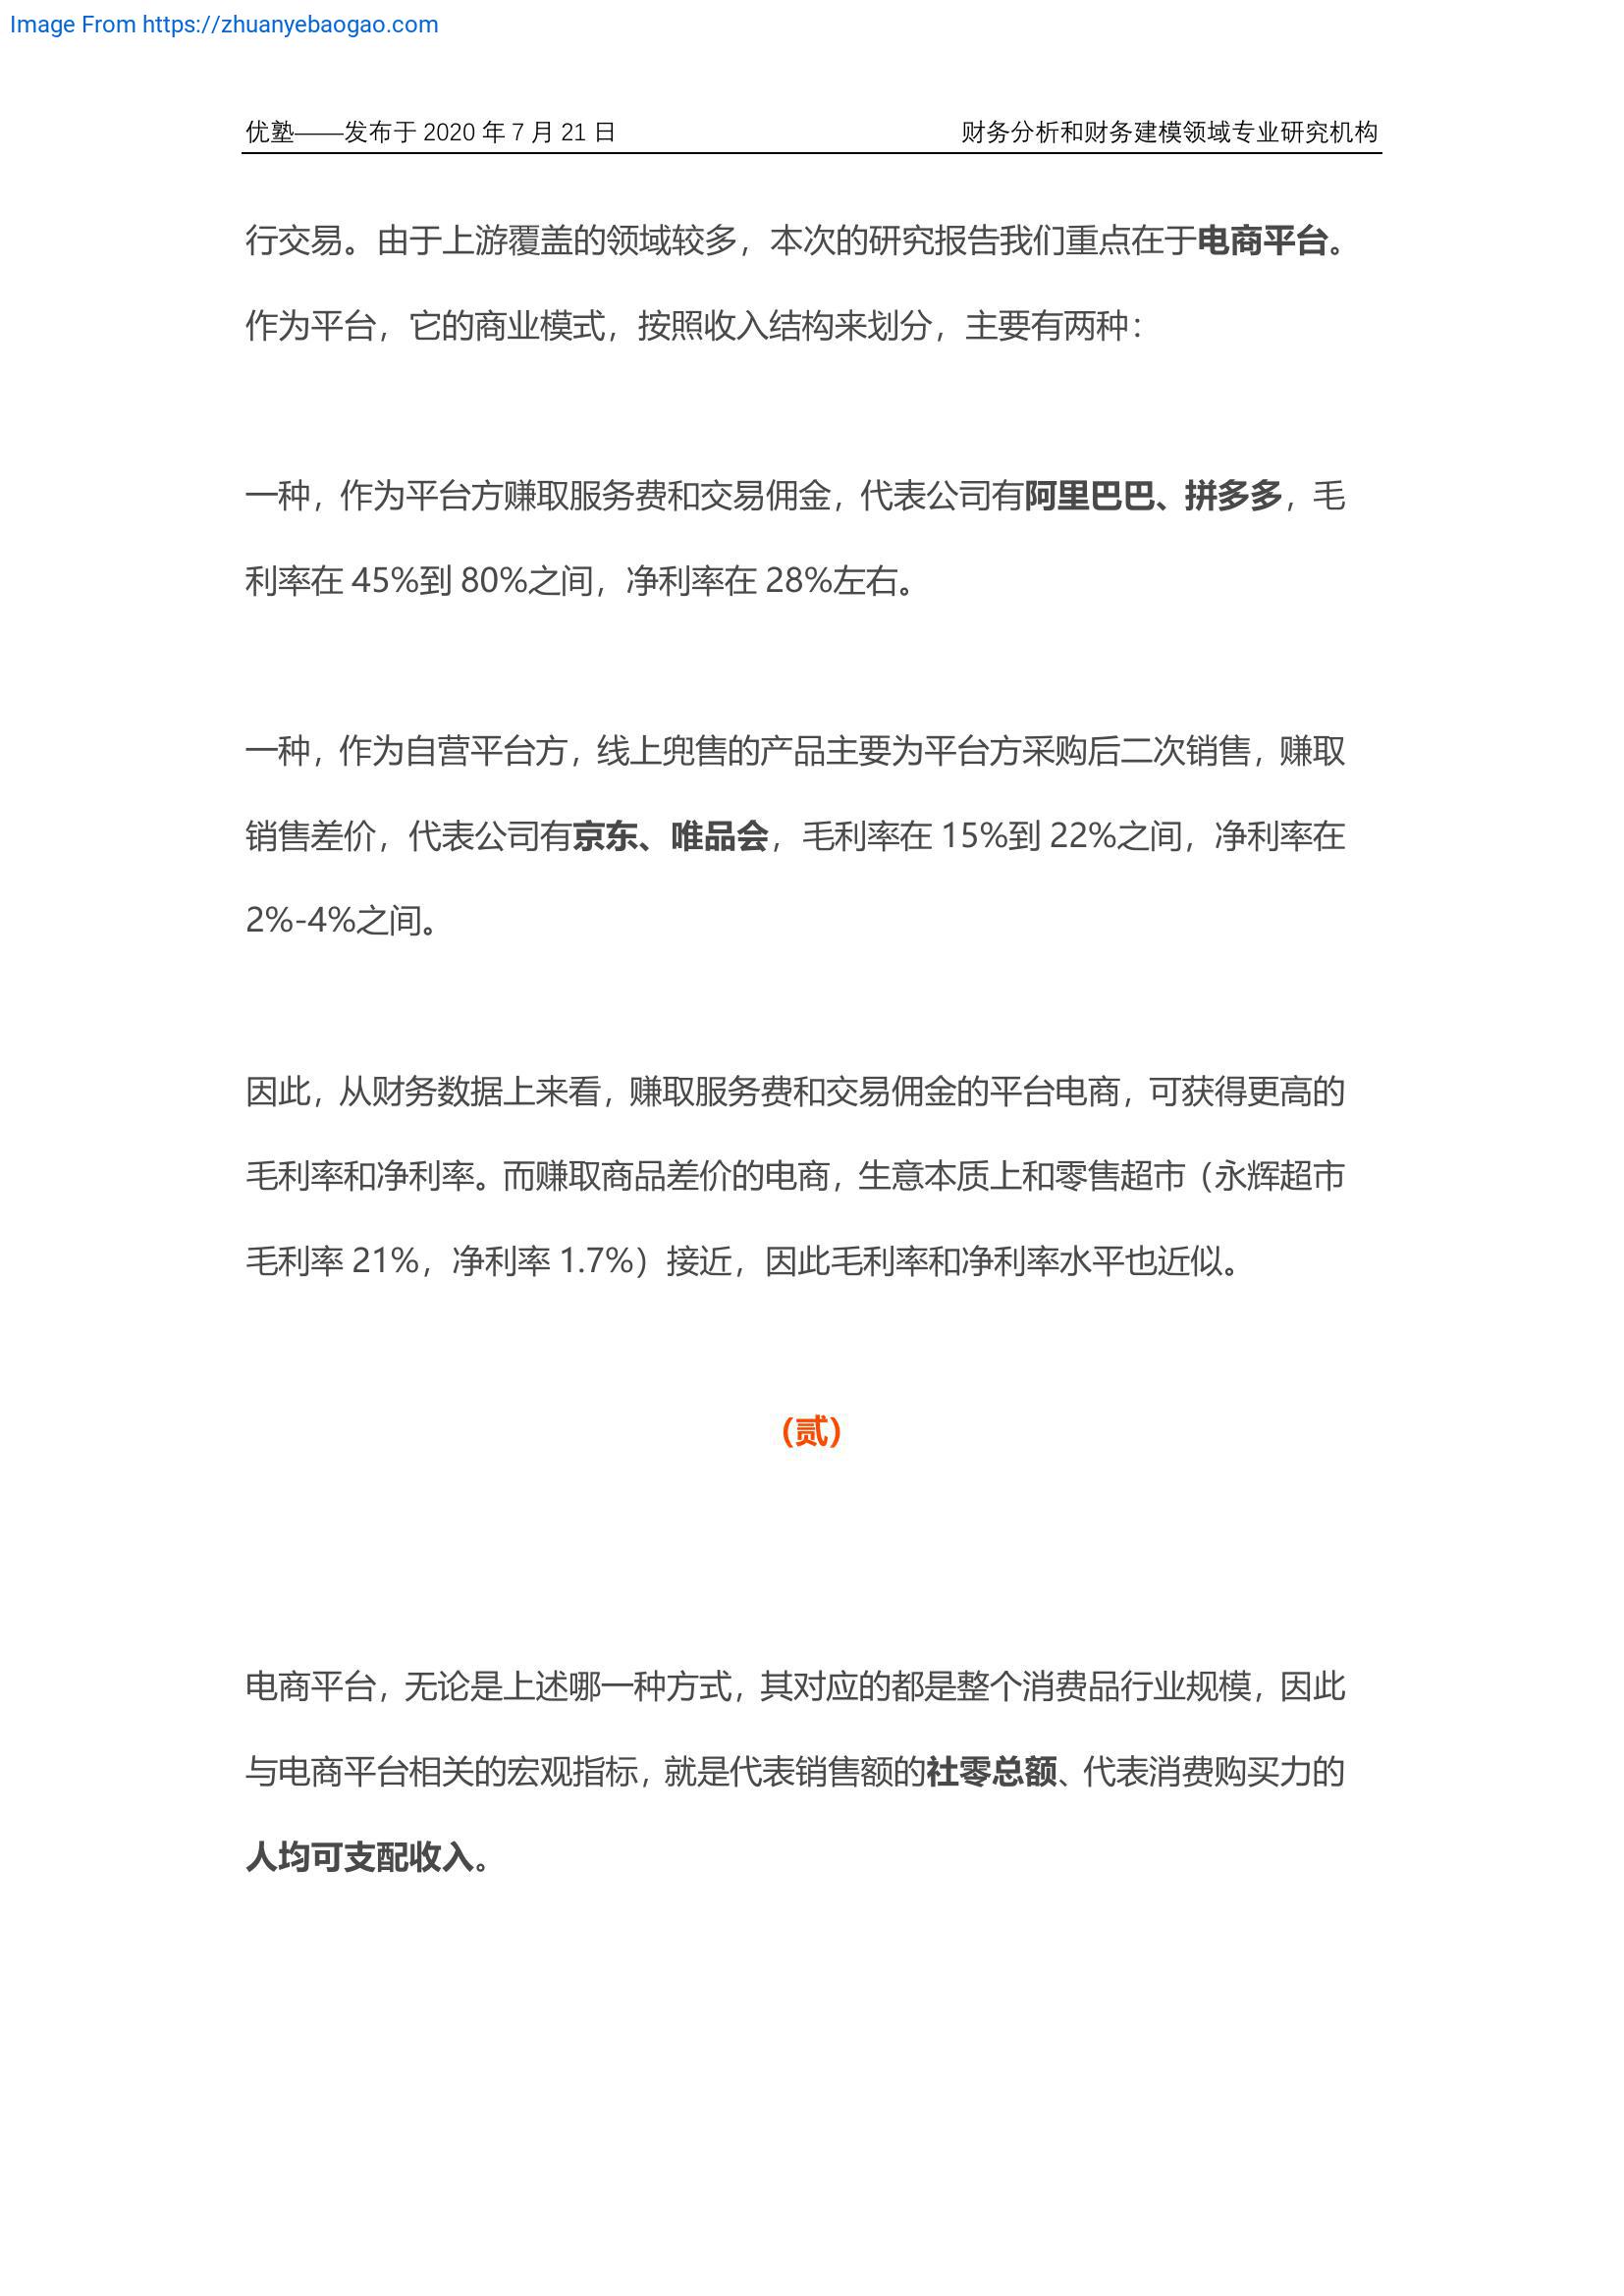 Image From https://zhuanyebaogao.com
优塾——发布于 2020 年 7 月 21 日 财务分析和财务建模领域专业研究机构
行交易。由于上游覆盖的领域较多，本次的研究报告我们重点在于电商平台。
作为平台，它的商业模式，按照收入结构来划分，主要有两种：
一种，作为平台方赚取服务费和交易佣金，代表公司有阿里巴巴、拼多多，毛
利率在 45%到 80%之间，净利率在 28%左右。
一种，作为自营平台方，线上兜售的产品主要为平台方采购后二次销售，赚取
销售差价，代表公司有京东、唯品会，毛利率在 15%到 22%之间，净利率在
2%-4%之间。
因此，从财务数据上来看，赚取服务费和交易佣金的平台电商，可获得更高的
毛利率和净利率。而赚取商品差价的电商，生意本质上和零售超市（永辉超市
毛利率 21%，净利率 1.7%）接近，因此毛利率和净利率水平也近似。
（贰）
电商平台，无论是上述哪一种方式，其对应的都是整个消费品行业规模，因此
与电商平台相关的宏观指标，就是代表销售额的社零总额、代表消费购买力的
人均可支配收入。